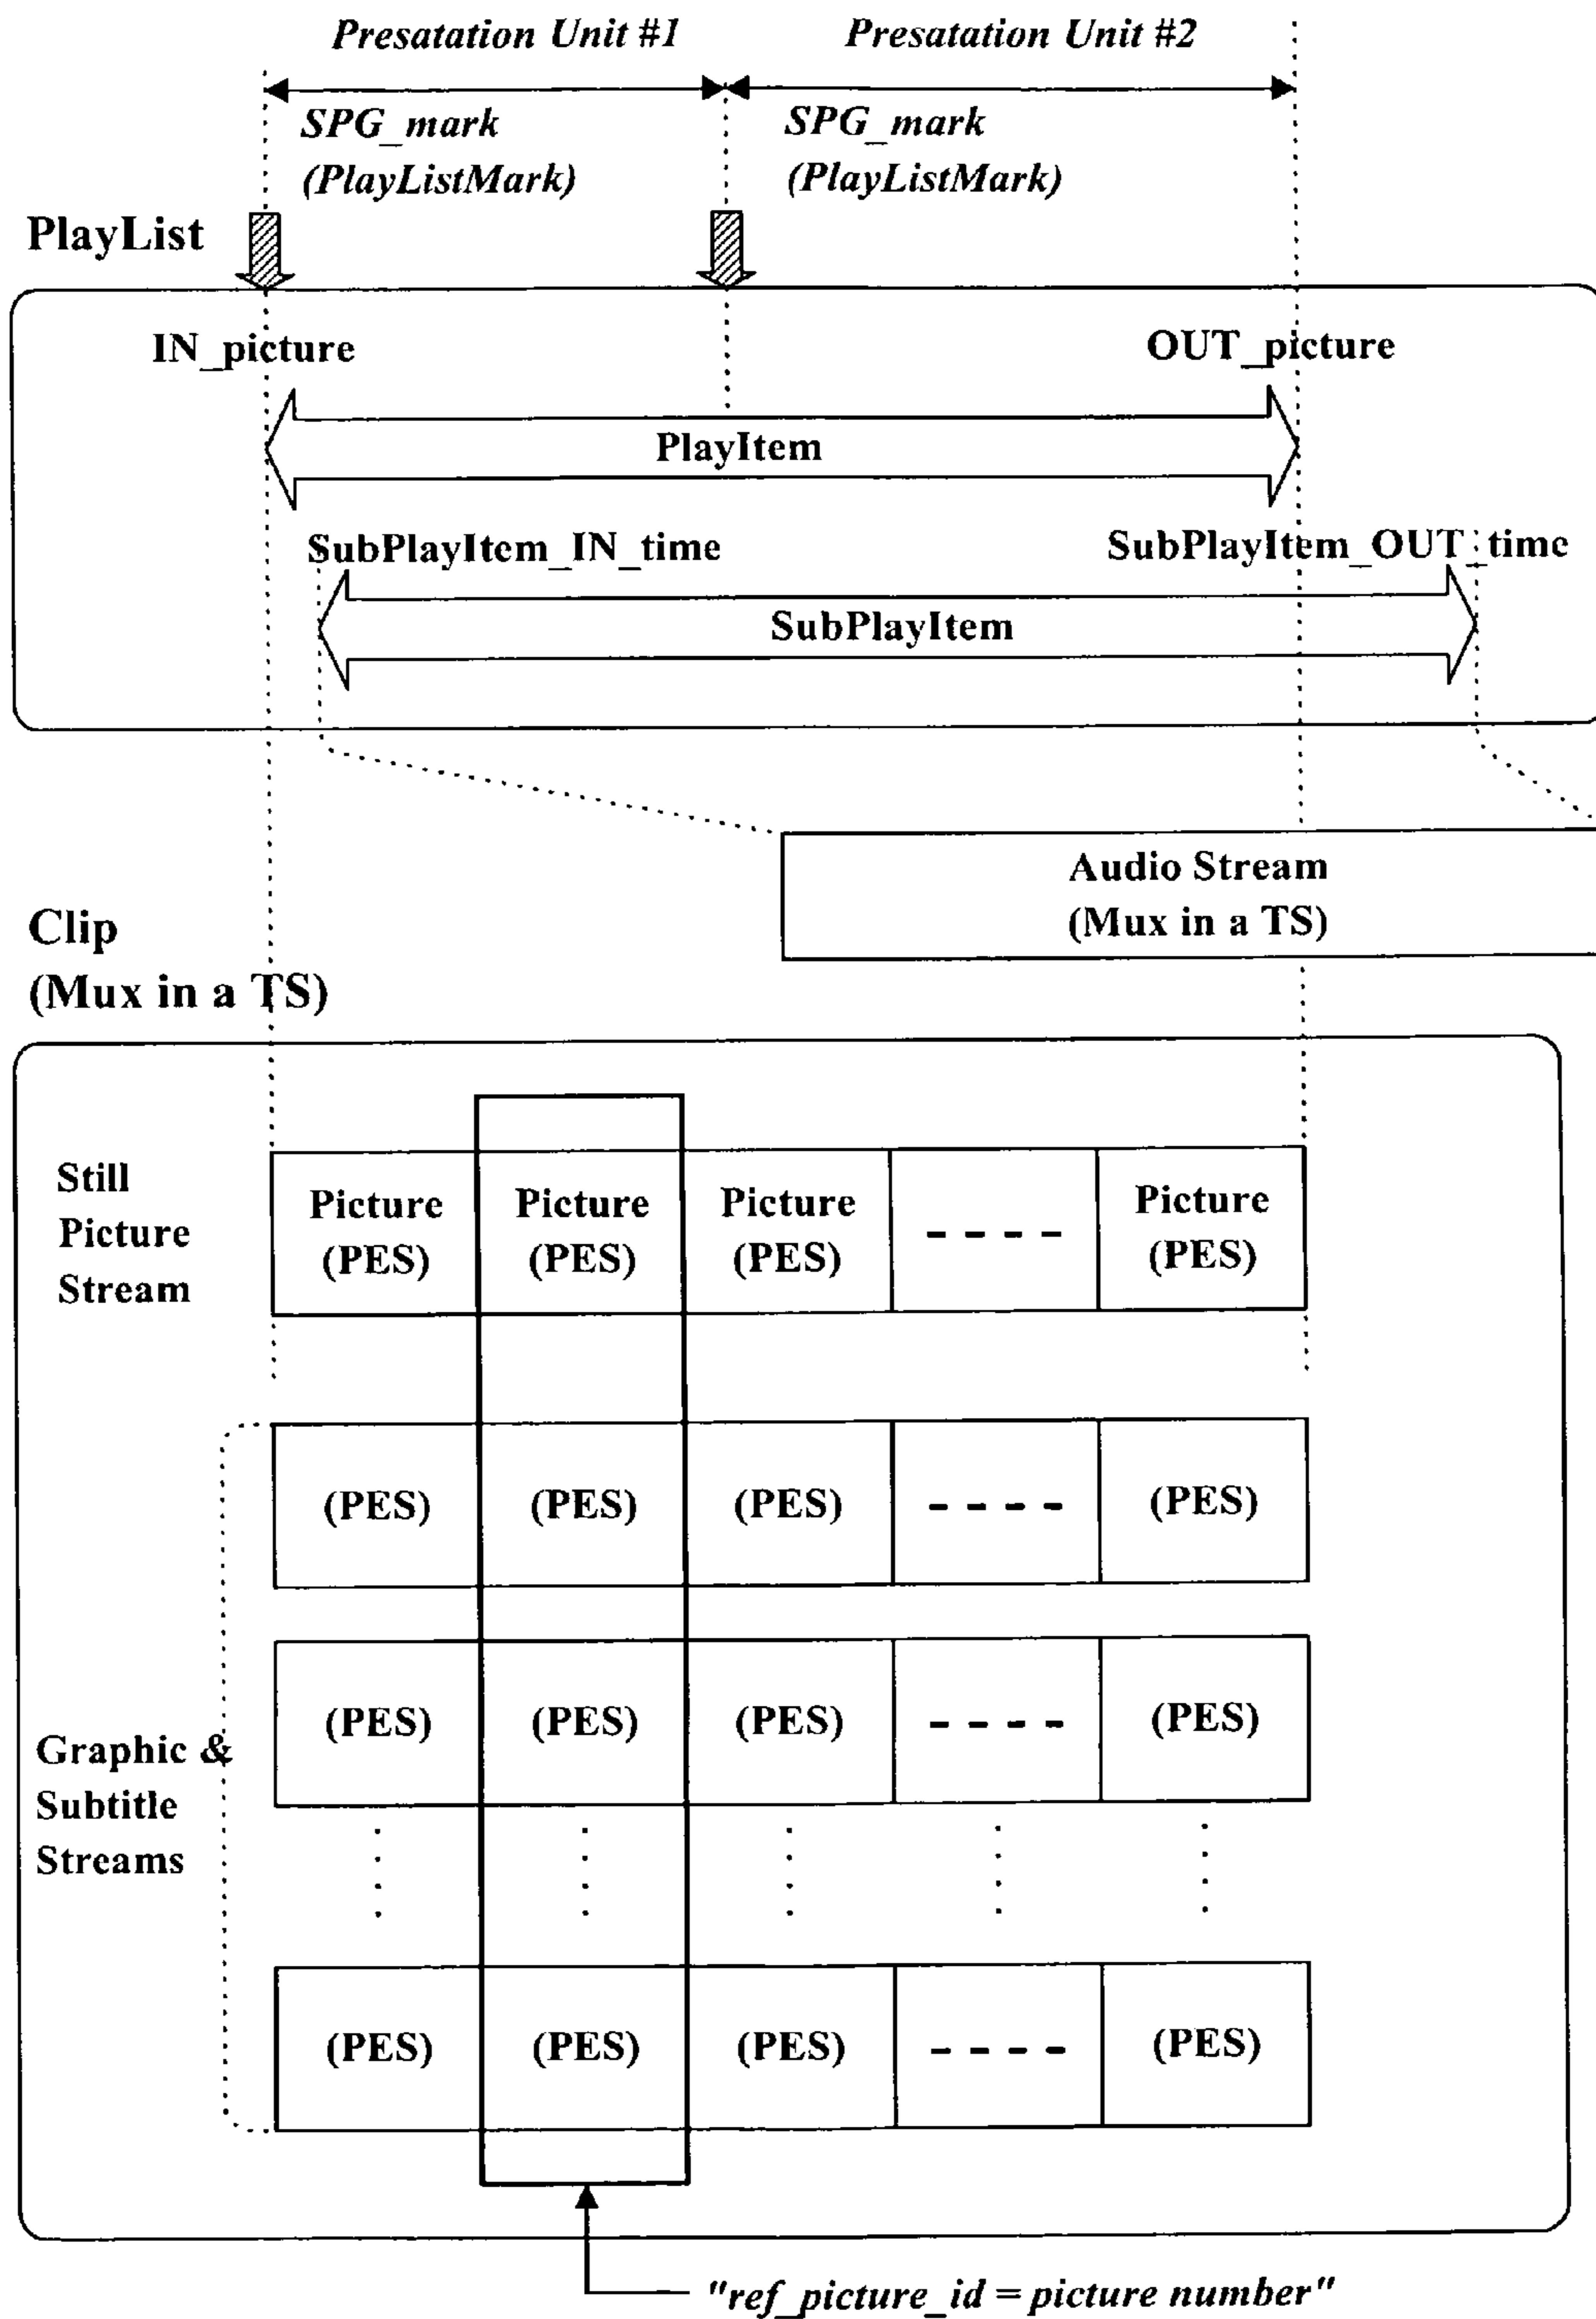 Presatation Unit #1 Presatation Unit #2
SPG_mark SPG_mark
(PlayListMark) (PlayListMark)
PlayList
IN_picture OUT_picture
PlayItem
SubPlayItem_IN_time SubPlayItem_OUT_time
SubPlayItem
Audio Stream
(Mux in a TS)
Clip
(Mux in a TS)
Still
Picture
Stream
Picture Picture Picture - - - - Picture
(PES) (PES) (PES) (PES)
(PES) (PES) (PES) - - - - (PES)
(PES) (PES) (PES) - - - - (PES)
Graphic &
Subtitle
Streams
(PES) (PES) (PES) - - - - (PES)
"ref_picture_id = picture number"